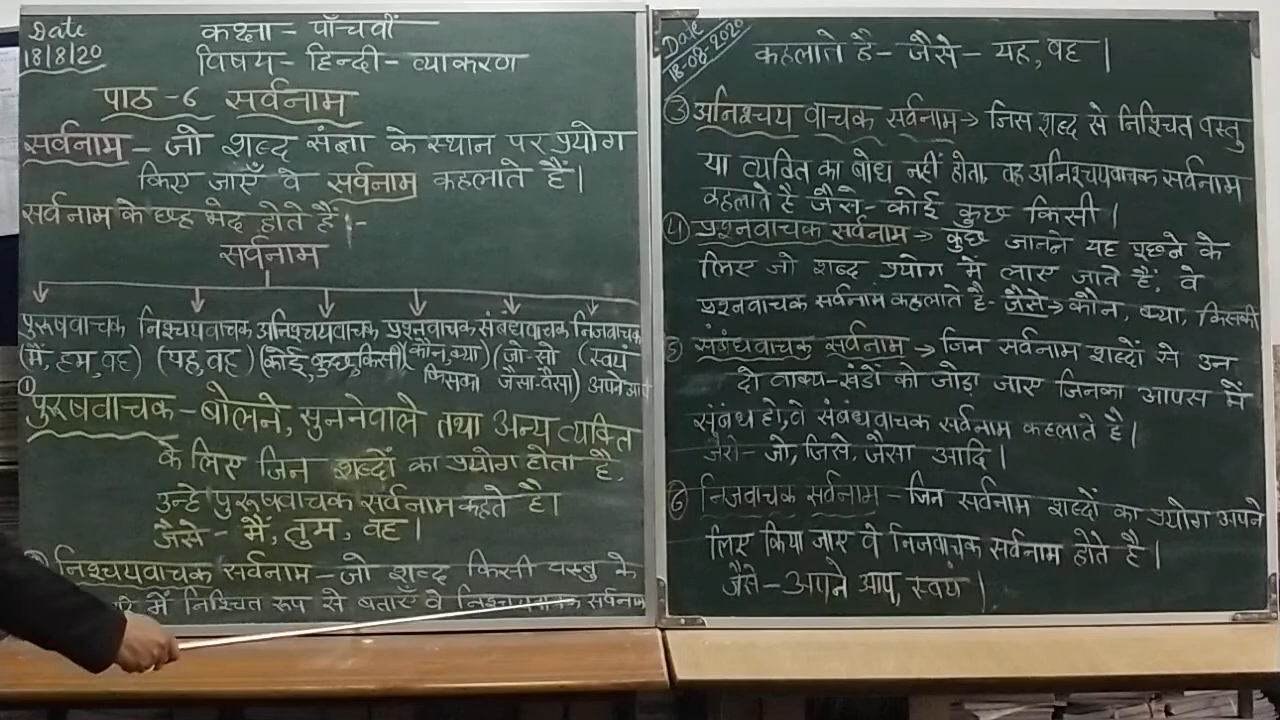 Date
18/8/20
कक्षा - पाँचवीं
विषय - हिन्दी - व्याकरण
पाठ - 6 सर्वनाम
सर्वनाम - जो शब्द संज्ञा के स्थान पर प्रयोग
किए जाएँ वे सर्वनाम कहलाते हैं।
सर्वनाम के छह भेद होते हैं।-
सर्वनाम
पुरूषवाचक निश्चयवाचक अनिश्चयवाचक प्रश्नवाचक संबंधवाचक निजवाचक
(मैं, हम, वह) (यह, वह) (कोई, कुछ, किसी) (कौन, क्या) (जो-सो (स्वयं
किसका जैसा-वैसा) अपने आप
① पुरूषवाचक - बोलने, सुननेवाले तथा अन्य व्यक्ति
के लिए जिन शब्दों का प्रयोग होता है,
उन्हे पुरूषवाचक सर्वनाम कहते है।
जैसे - मैं, तुम, वह।
निश्चयवाचक सर्वनाम - जो शब्द किसी वस्तु के
में निश्चित रूप से बताएँ वे निश्चयवाचक सर्वनाम
Date
18-08-2020
कहलाते है - जैसे - यह, वह।
③ अनिश्चय वाचक सर्वनाम → जिस शब्द से निश्चित वस्तु
या व्यक्ति का बोध नहीं होता, वह अनिश्चयवाचक सर्वनाम
कहलाते है जैसे - कोई कुछ किसी।
④ प्रश्नवाचक सर्वनाम → कुछ जानने यह पूछने के
लिए जो शब्द प्रयोग में लाए जाते है, वे
प्रश्नवाचक सर्वनाम कहलाते है - जैसे → कौन, क्या, किसकी
5 संबंधवाचक सर्वनाम → जिन सर्वनाम शब्दों से उन
दो वाक्य-खंडों को जोड़ा जाए जिनका आपस में
संबंध हो, वे संबंधवाचक सर्वनाम कहलाते है।
जैसे - जो, जिसे, जैसा आदि।
⑥ निजवाचक सर्वनाम - जिन सर्वनाम शब्दों का प्रयोग अपने
लिए किया जाए वे निजवाचक सर्वनाम होते है।
जैसे - अपने आप, स्वयं।